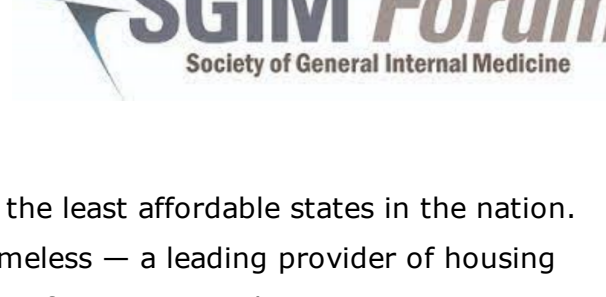 SGIM Forum
Society of General Internal Medicine
the least affordable states in the nation.
meless — a leading provider of housing